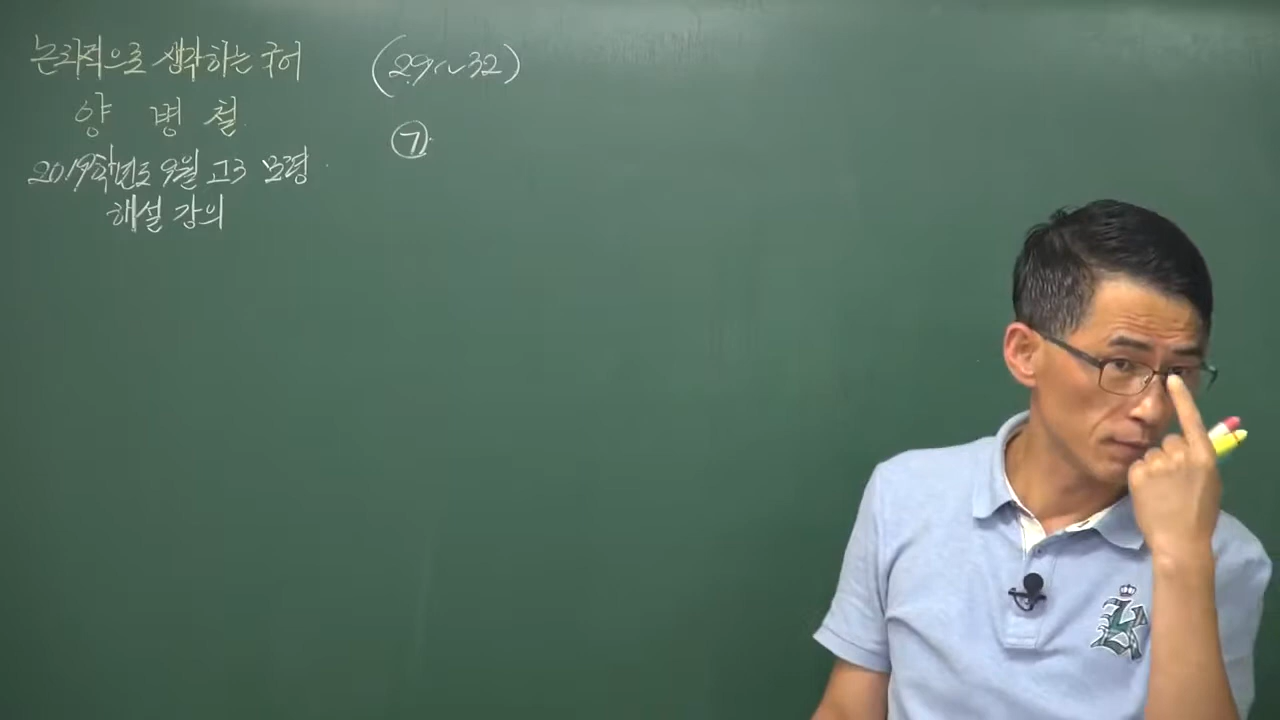 논리적으로 생각하는 국어
양 병 철
2019학년도 9월 고3 모평
해설 강의
(29~32)
⑦